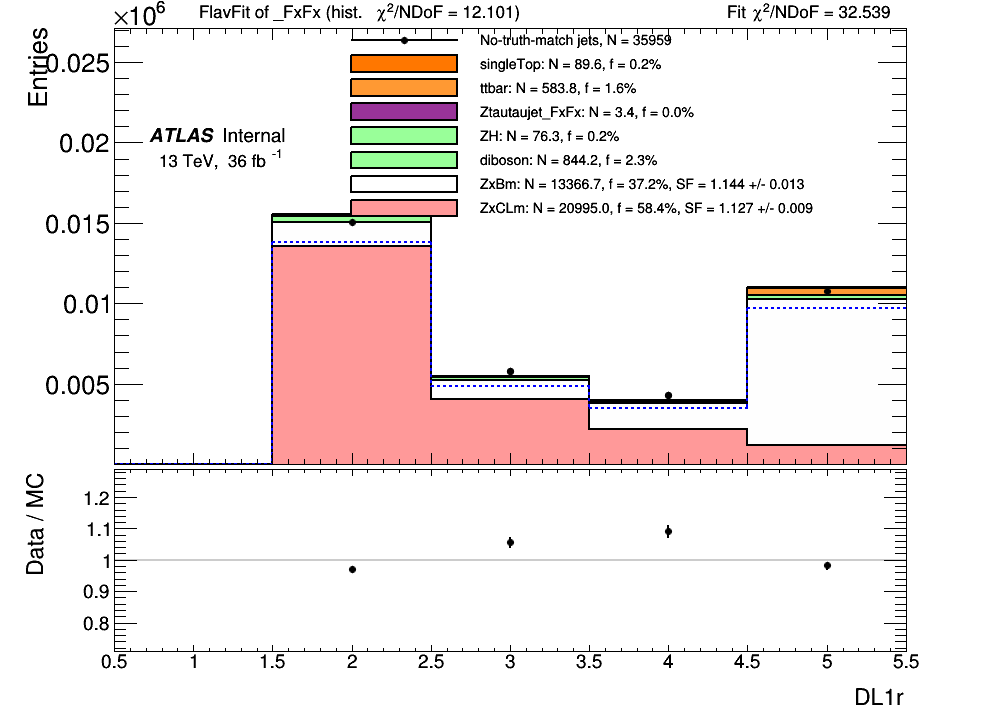 ×10⁶ FlavFit of _FxFx (hist. χ²/NDoF = 12.101) Fit χ²/NDoF = 32.539
Entries
0.025
0.02
0.015
0.01
0.005
ATLAS Internal
13 TeV, 36 fb⁻¹
No-truth-match jets, N = 35959
singleTop: N = 89.6, f = 0.2%
ttbar: N = 583.8, f = 1.6%
Ztautaujet_FxFx: N = 3.4, f = 0.0%
ZH: N = 76.3, f = 0.2%
diboson: N = 844.2, f = 2.3%
ZxBm: N = 13366.7, f = 37.2%, SF = 1.144 +/- 0.013
ZxCLm: N = 20995.0, f = 58.4%, SF = 1.127 +/- 0.009
Data / MC
1.2
1.1
1
0.9
0.8
0.5 1 1.5 2 2.5 3 3.5 4 4.5 5 5.5
DL1r